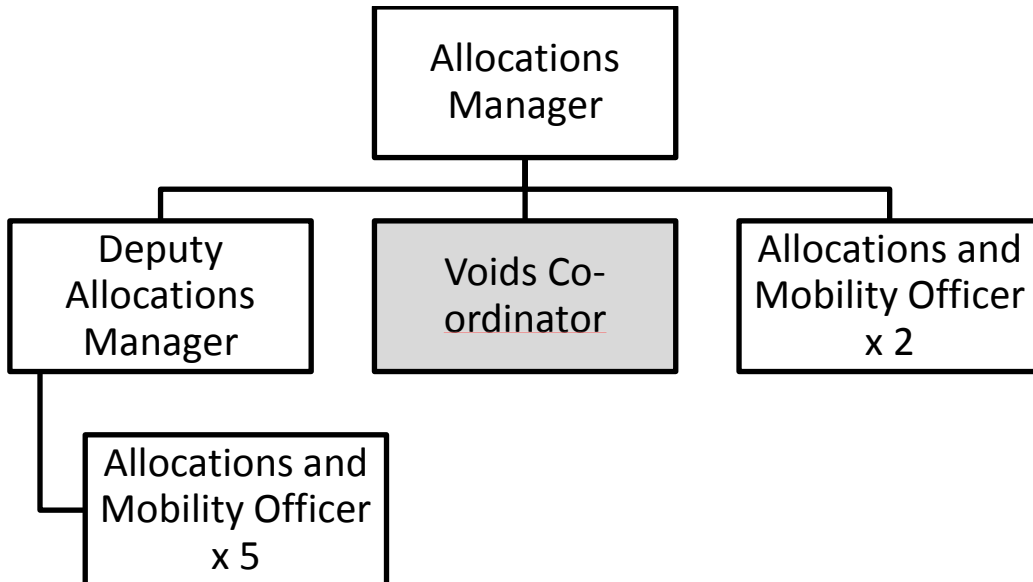 Allocations
Manager
Deputy
Allocations
Manager
Voids Co-
ordinator
Allocations and
Mobility Officer
x 2
Allocations and
Mobility Officer
x 5